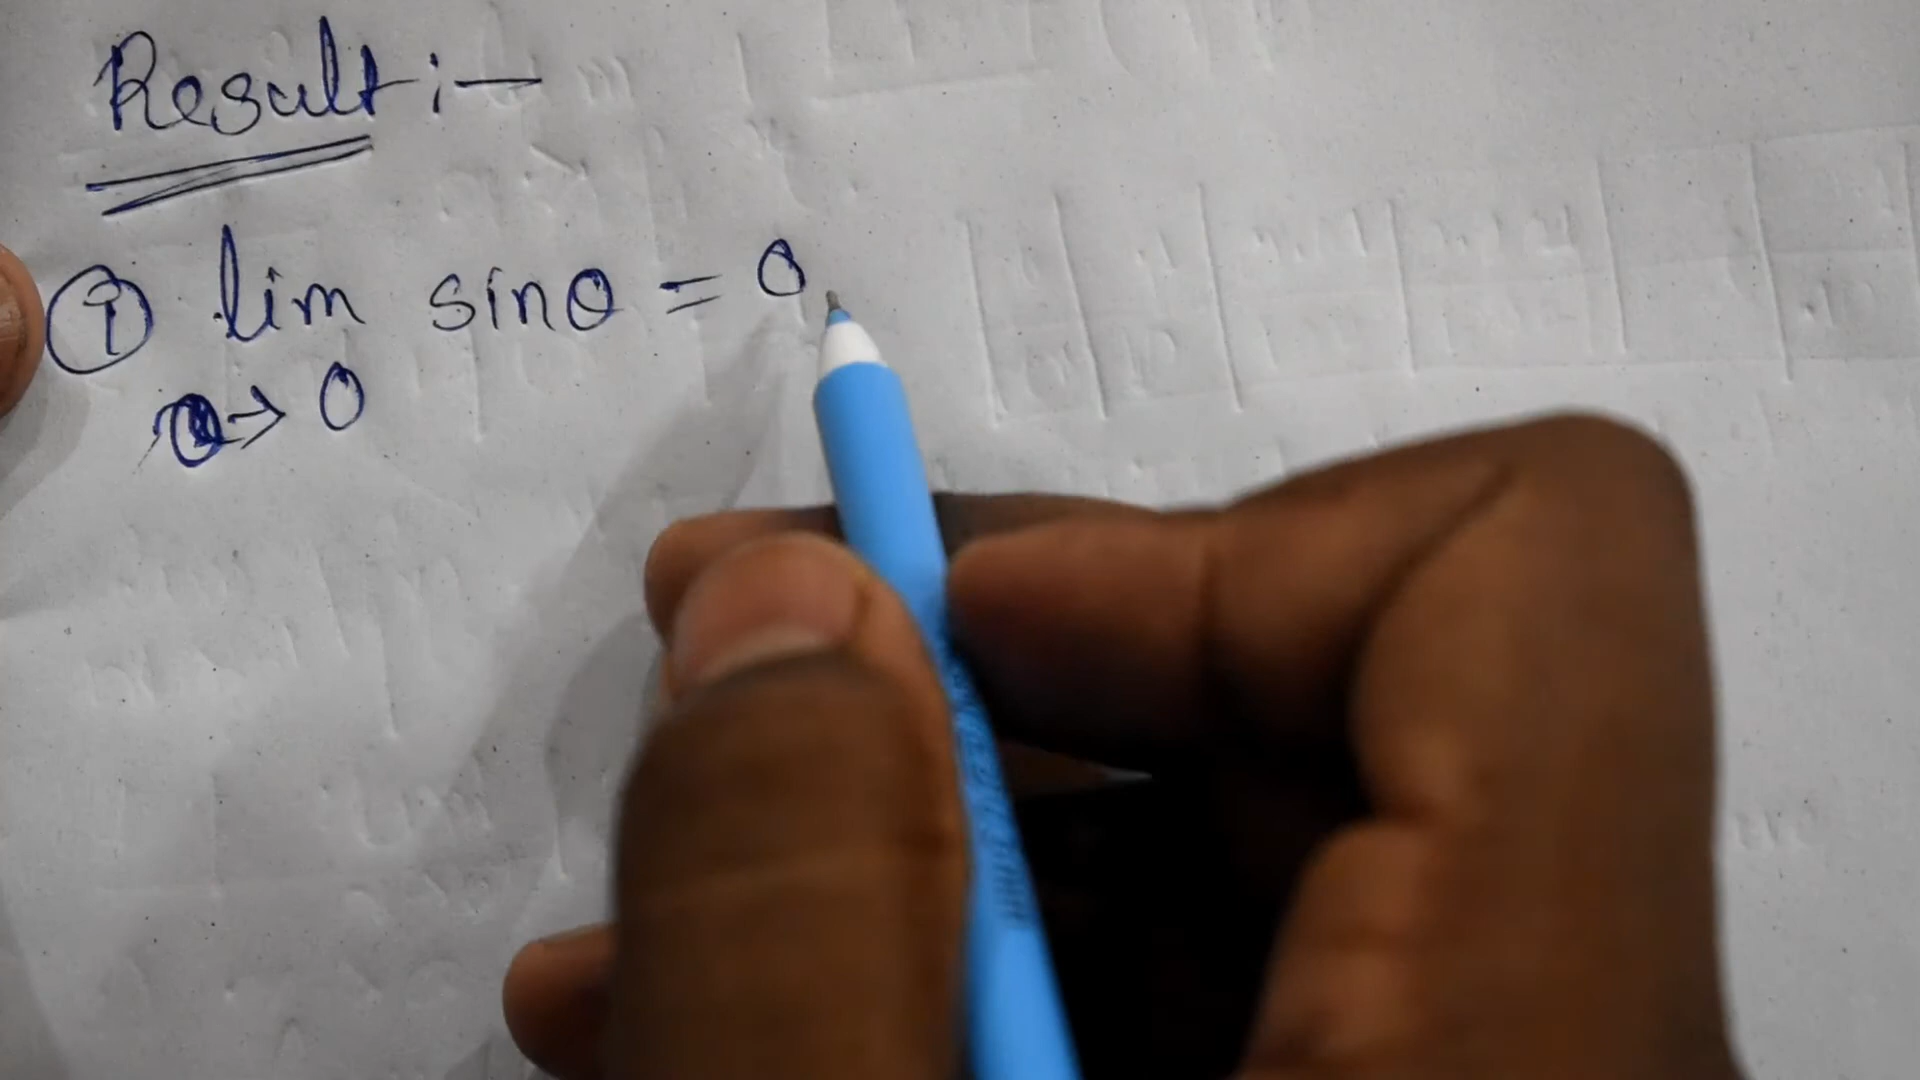 Result :-
(i) lim sinθ = 0
θ→0